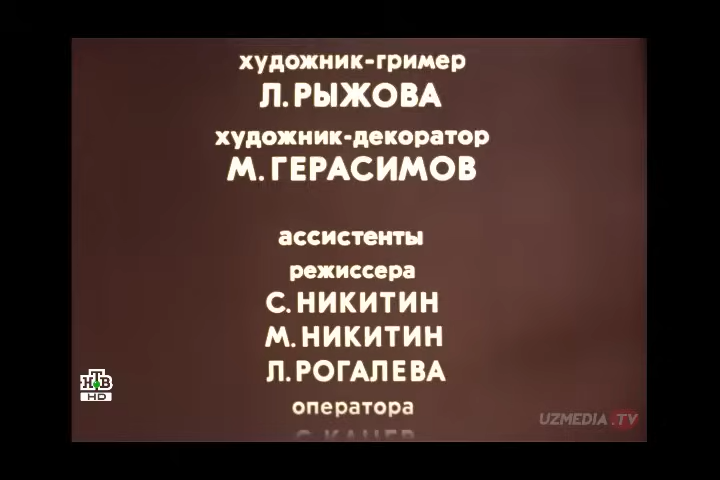 художник-гример
Л. РЫЖОВА
художник-декоратор
М. ГЕРАСИМОВ
ассистенты
режиссера
С. НИКИТИН
М. НИКИТИН
Л. РОГАЛЕВА
оператора
НТВ
HD
UZMEDIA.TV